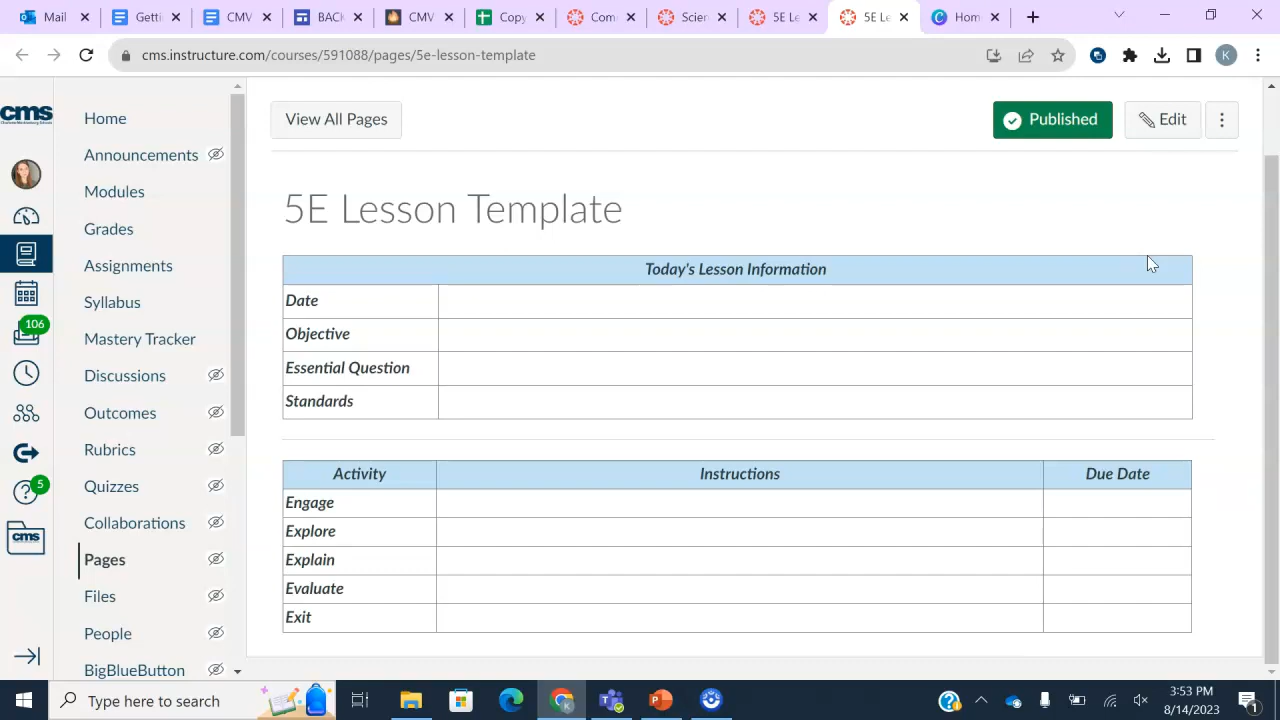 Mail
Getti
CMV
BACK
CMV
Copy
Com
Scien
5E Le
5E Le
Hom
cms.instructure.com/courses/591088/pages/5e-lesson-template
K
cms
106
5
cms
Home
Announcements
Modules
Grades
Assignments
Syllabus
Mastery Tracker
Discussions
Outcomes
Rubrics
Quizzes
Collaborations
Pages
Files
People
BigBlueButton
View All Pages
Published
Edit
5E Lesson Template
Today's Lesson Information
Date
Objective
Essential Question
Standards
Activity Instructions Due Date
Engage
Explore
Explain
Evaluate
Exit
Type here to search
3:53 PM
8/14/2023
1